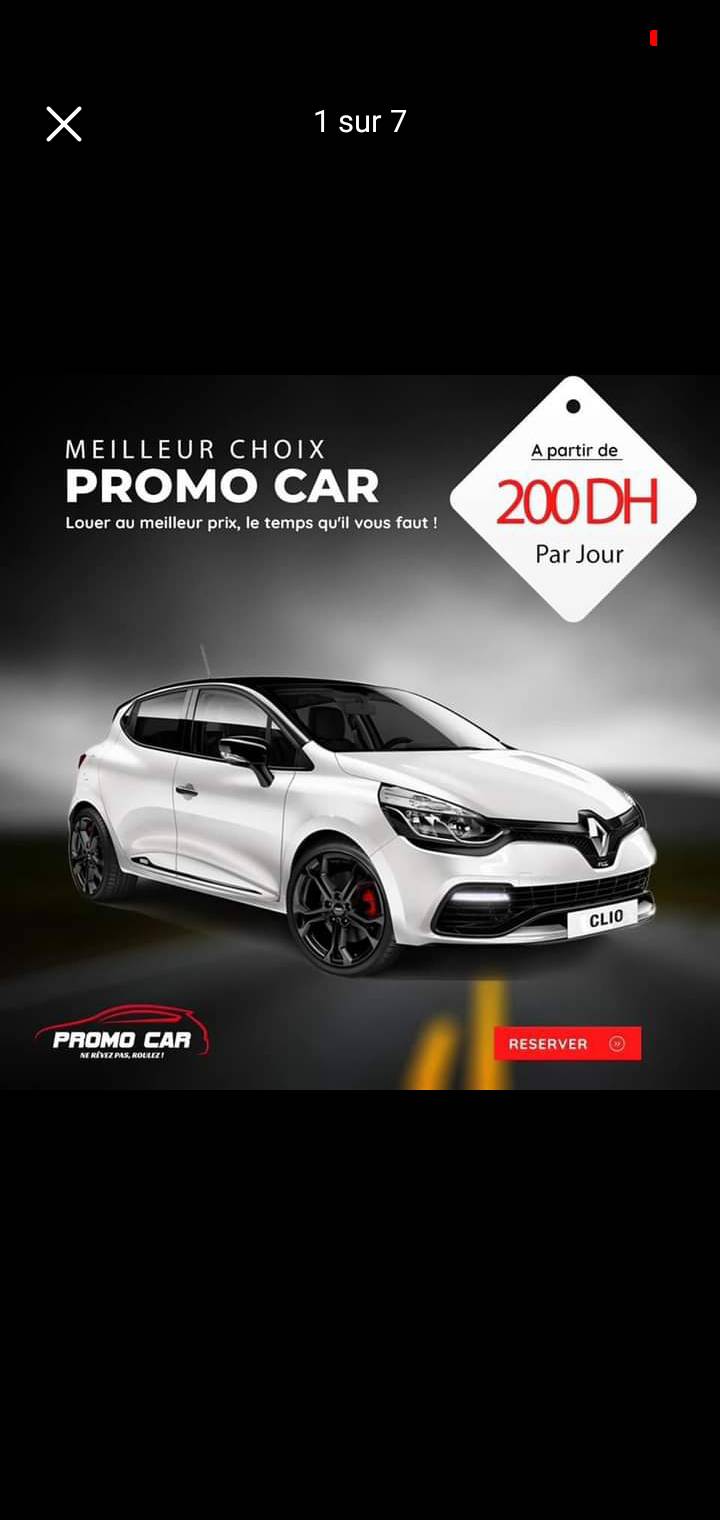 1 sur 7
MEILLEUR CHOIX
PROMO CAR
Louer au meilleur prix, le temps qu'il vous faut !
A partir de
200 DH
Par Jour
CLIO
PROMO CAR
NE RÊVEZ PAS, ROULEZ !
RESERVER